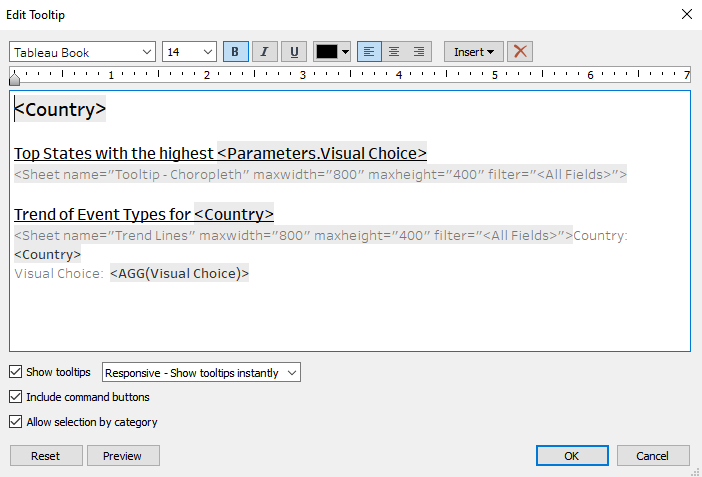 Edit Tooltip
Tableau Book 14 B I U Insert
1 2 3 4 5 6 7
<Country>
Top States with the highest <Parameters.Visual Choice>
<Sheet name="Tooltip - Choropleth" maxwidth="800" maxheight="400" filter="<All Fields>">
Trend of Event Types for <Country>
<Sheet name="Trend Lines" maxwidth="800" maxheight="400" filter="<All Fields>">Country:
<Country>
Visual Choice: <AGG(Visual Choice)>
Show tooltips Responsive - Show tooltips instantly
Include command buttons
Allow selection by category
Reset Preview OK Cancel